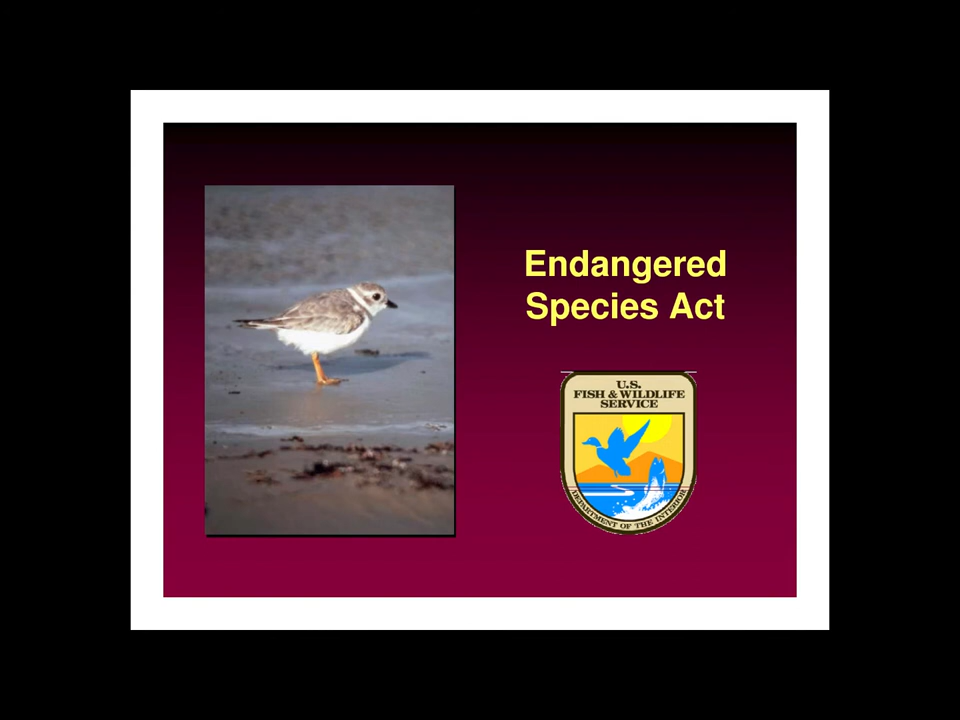 Endangered
Species Act
U.S.
FISH & WILDLIFE
SERVICE
DEPARTMENT OF THE INTERIOR